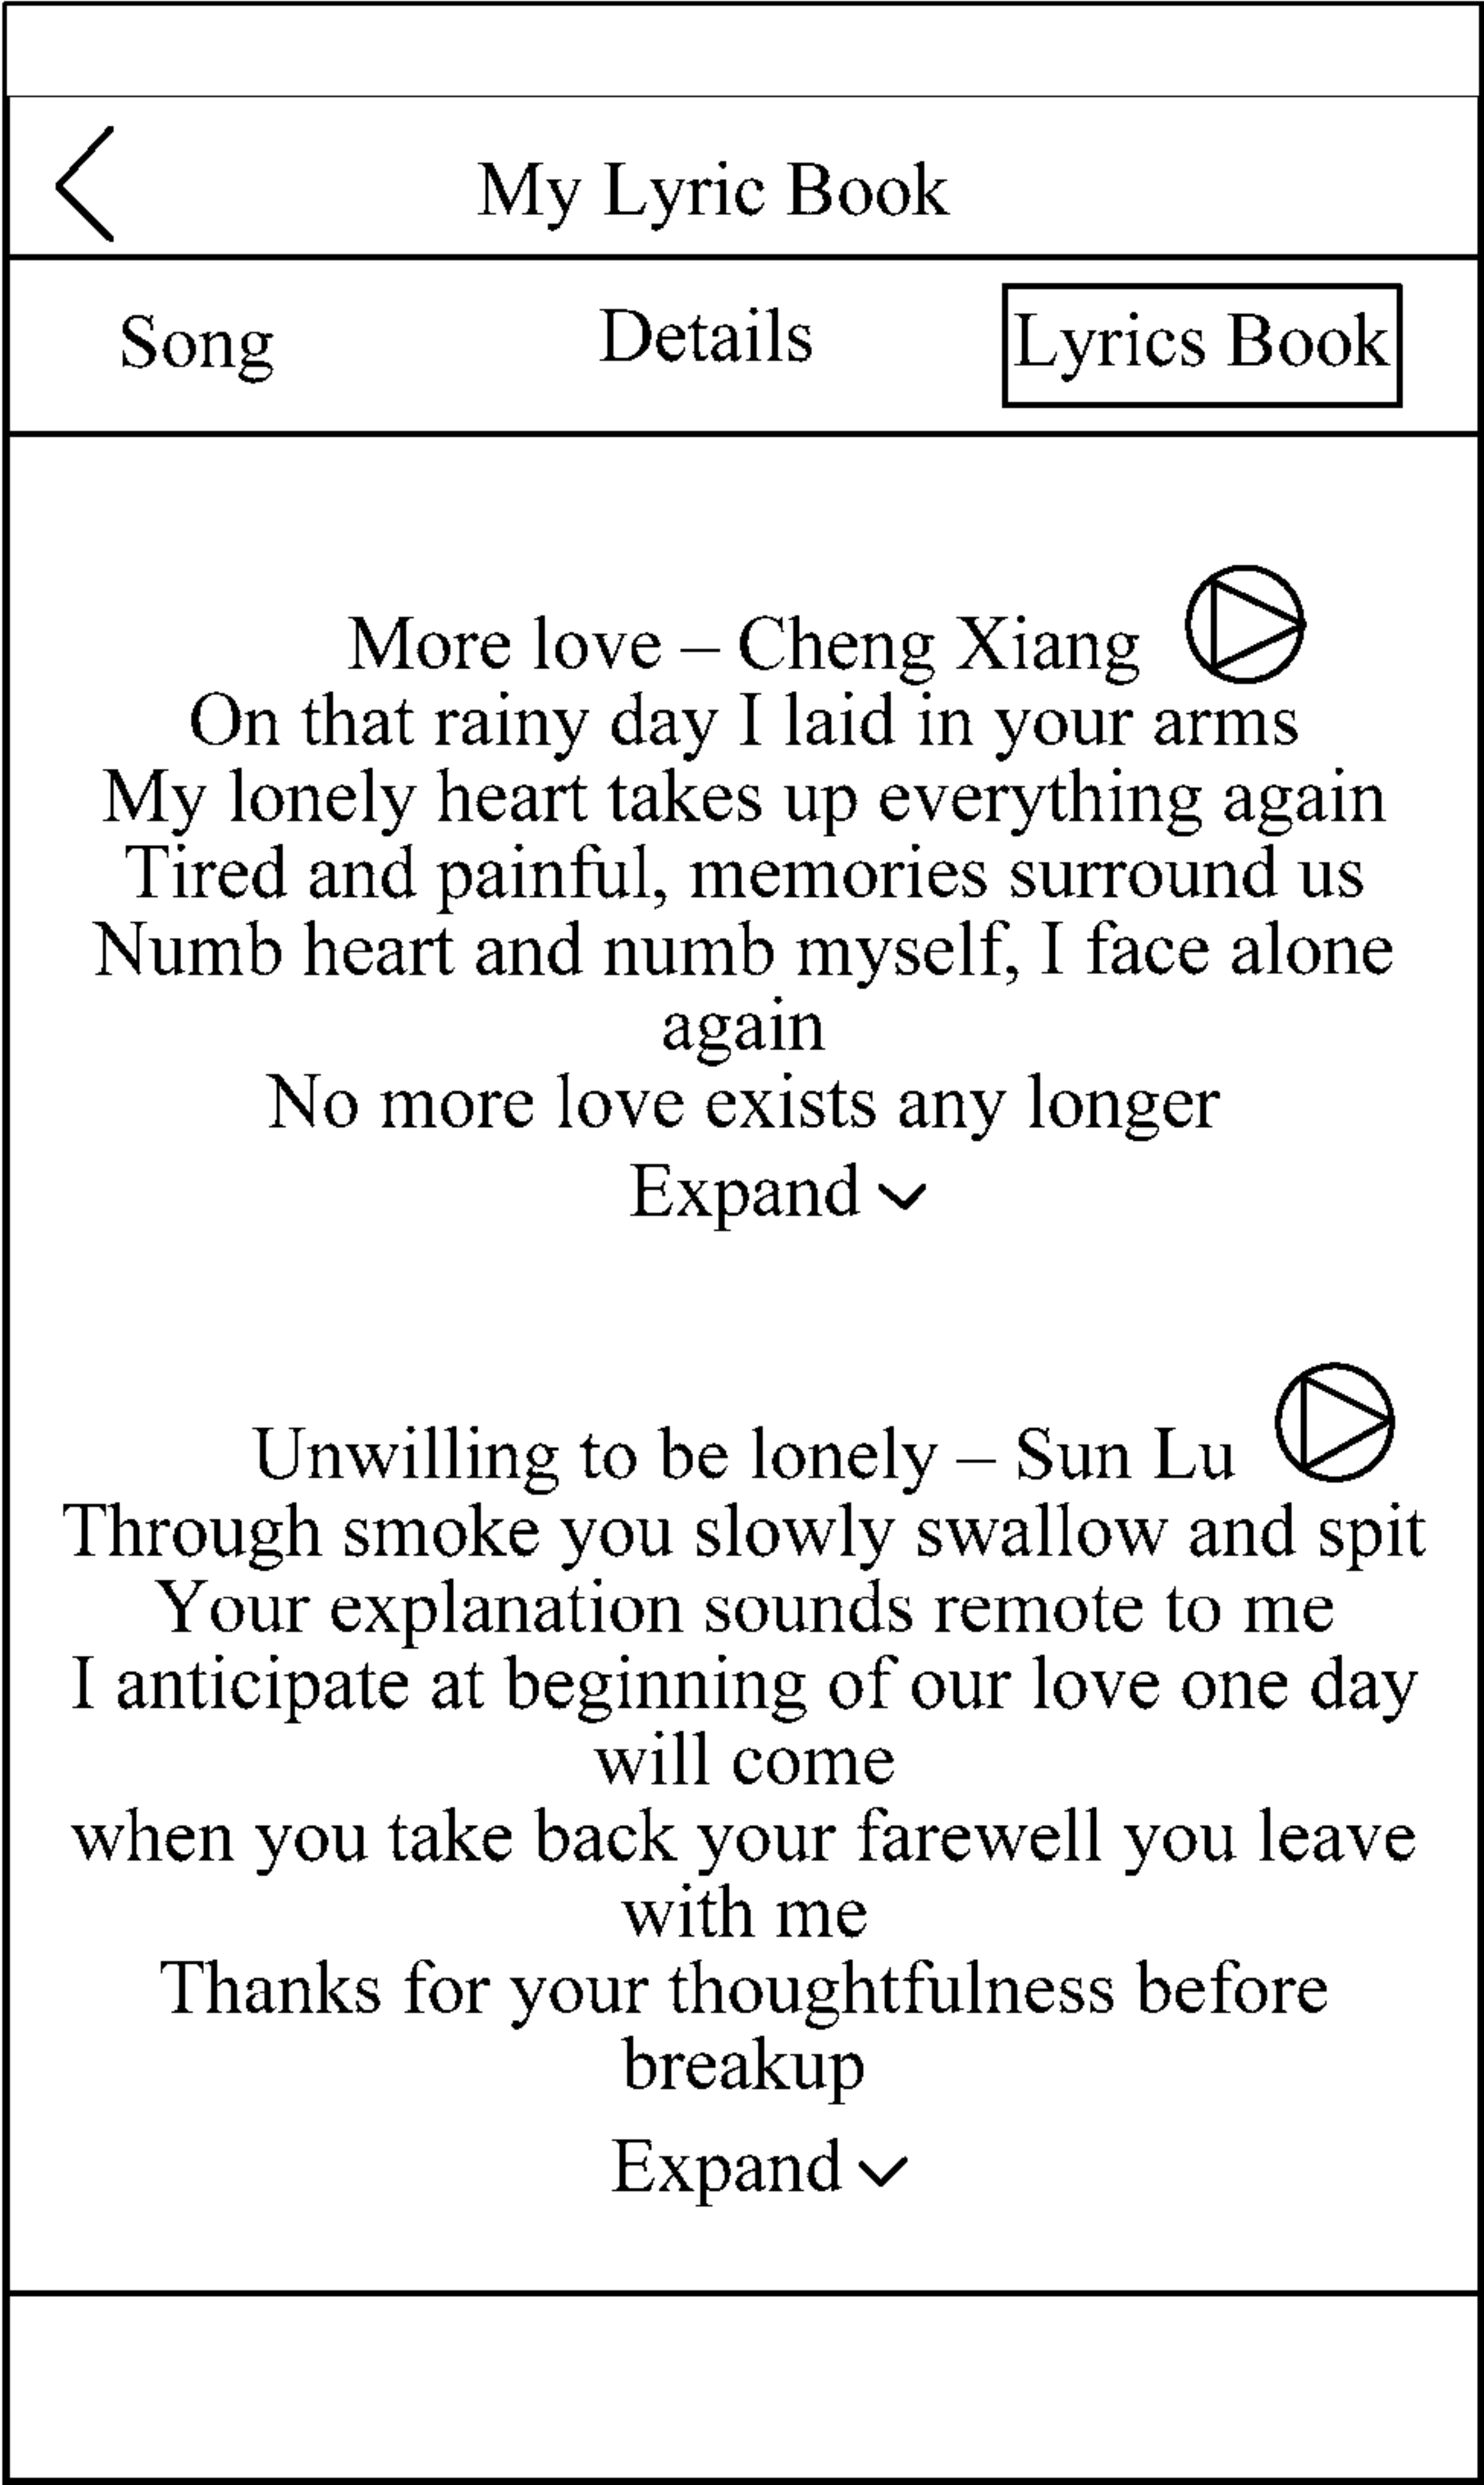 My Lyric Book
Song Details Lyrics Book
More love – Cheng Xiang
On that rainy day I laid in your arms
My lonely heart takes up everything again
Tired and painful, memories surround us
Numb heart and numb myself, I face alone
again
No more love exists any longer
Expand
Unwilling to be lonely – Sun Lu
Through smoke you slowly swallow and spit
Your explanation sounds remote to me
I anticipate at beginning of our love one day
will come
when you take back your farewell you leave
with me
Thanks for your thoughtfulness before
breakup
Expand